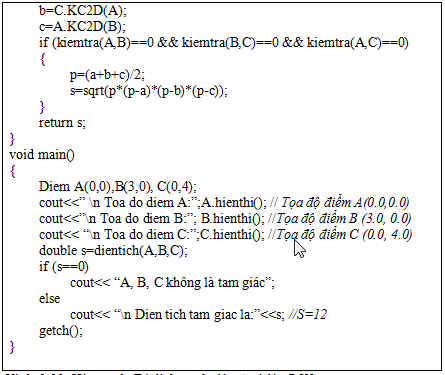 b=C.KC2D(A);
c=A.KC2D(B);
if (kiemtra(A,B)==0 && kiemtra(B,C)==0 && kiemtra(A,C)==0)
{
p=(a+b+c)/2;
s=sqrt(p*(p-a)*(p-b)*(p-c));
}
return s;
}
void main()
{
Diem A(0,0),B(3,0), C(0,4);
cout<<” \n Toa do diem A:”;A.hienthi(); // Tọa độ điểm A(0.0,0.0)
cout<<”\n Toa do diem B:”; B.hienthi(); //Tọa độ điểm B (3.0, 0.0)
cout<< “\n Toa do diem C:”;C.hienthi(); //Tọa độ điểm C (0.0, 4.0)
double s=dientich(A,B,C);
if (s==0)
cout<< “A, B, C không là tam giác”;
else
cout<< “\n Dien tich tam giac la:”<<s; //S=12
getch();
}